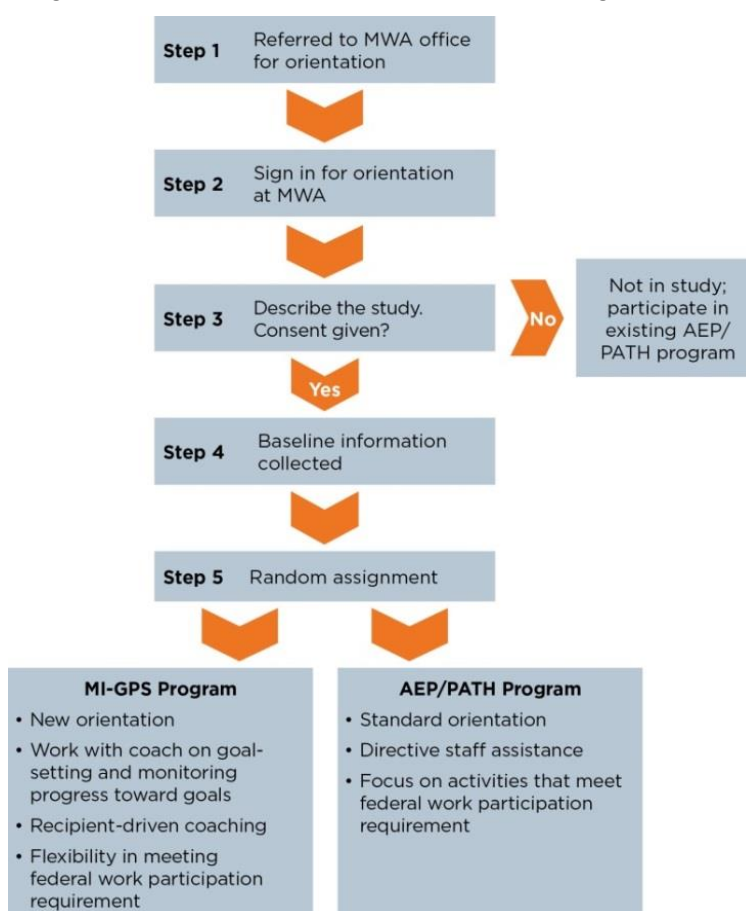 Step 1
Referred to MWA office
for orientation
Step 2
Sign in for orientation
at MWA
Step 3
Describe the study.
Consent given?
No
Not in study;
participate in
existing AEP/
PATH program
Yes
Step 4
Baseline information
collected
Step 5
Random assignment
MI-GPS Program
• New orientation
• Work with coach on goal-
setting and monitoring
progress toward goals
• Recipient-driven coaching
• Flexibility in meeting
federal work participation
requirement
AEP/PATH Program
• Standard orientation
• Directive staff assistance
• Focus on activities that meet
federal work participation
requirement